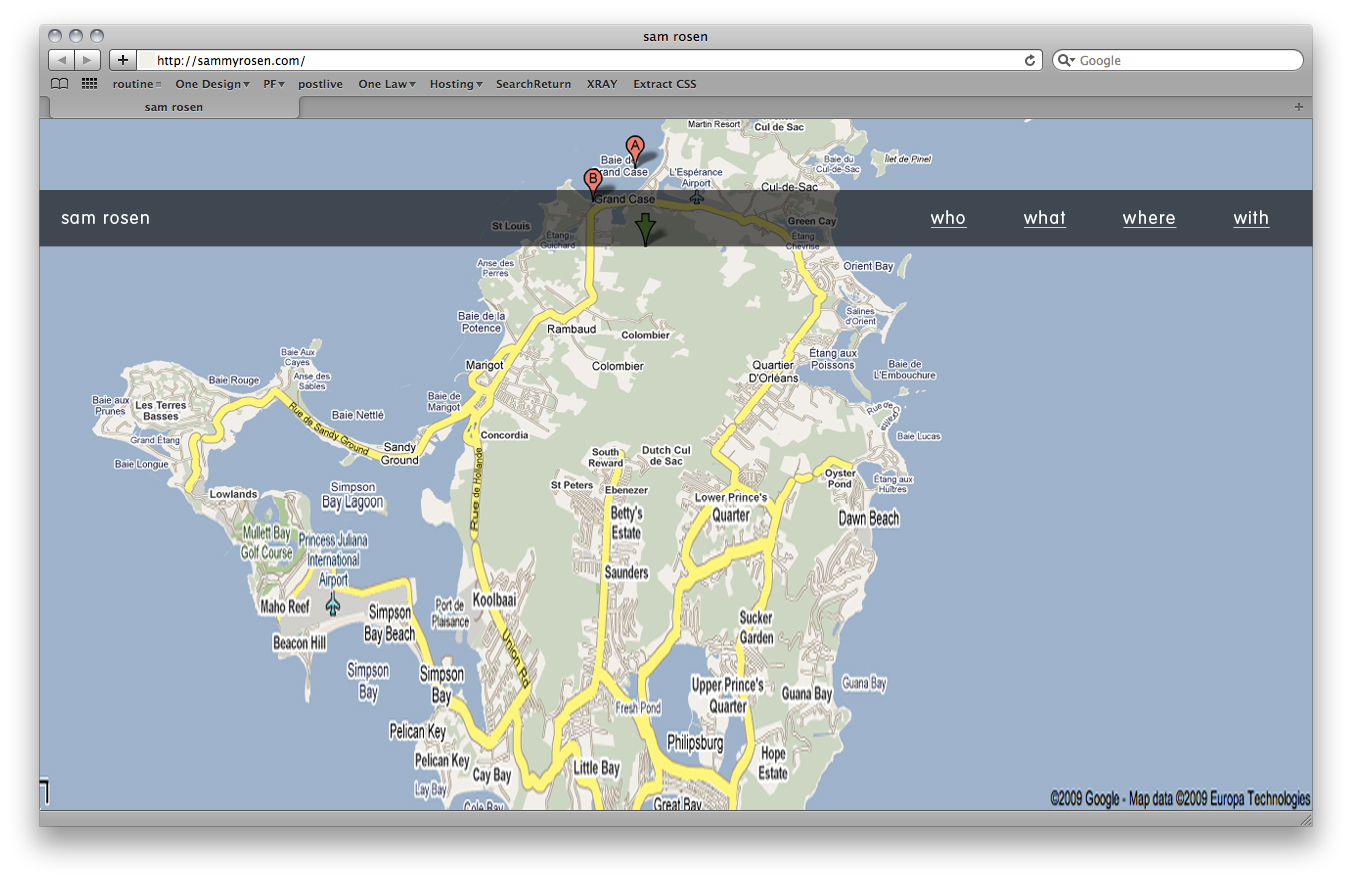 sam rosen
http://sammyrosen.com/
Google
routine
One Design
PF
postlive
One Law
Hosting
SearchReturn
XRAY
Extract CSS
sam rosen
Martin Resort
Cul de Sac
A
Baie de
Grand Case
L'Espérance
Airport
Baie du
Cul-de-Sac
Îlet de Pinel
B
Cul-de-Sac
Grand Case
sam rosen
who
what
where
with
St Louis
Green Cay
Étang
Guichard
Étang
Chevrise
Anse des
Perres
Orient Bay
Baie de la
Potence
Rambaud
Colombier
Salines
d'Orient
Baie Aux
Cayes
Marigot
Colombier
Quartier
D'Orléans
Étang aux
Poissons
Baie de
L'Embouchure
Baie Rouge
Anse des
Sables
Baie de
Marigot
Baie aux
Prunes
Les Terres
Basses
Baie Nettlé
Rue de Sandy Ground
Rue de
Grand Étang
Concordia
Baie Lucas
Baie Longue
Sandy
Ground
South
Reward
Dutch Cul
de Sac
Rue de Hollande
Oyster
Pond
Étang aux
Huîtres
Lowlands
Simpson
Bay Lagoon
St Peters
Ebenezer
Lower Prince's
Quarter
Betty's
Estate
Dawn Beach
Mullett Bay
Golf Course
Princess Juliana
International
Airport
Saunders
Maho Reef
Simpson
Bay Beach
Port de
Plaisance
Koolbaai
Sucker
Garden
Beacon Hill
Union Rd
Simpson
Bay
Simpson
Bay
Upper Prince's
Quarter
Guana Bay
Guana Bay
Fresh Pond
Pelican Key
Philipsburg
Pelican Key
Cay Bay
Little Bay
Hope
Estate
Lay Bay
Cole Bay
Great Bay
©2009 Google - Map data ©2009 Europa Technologies